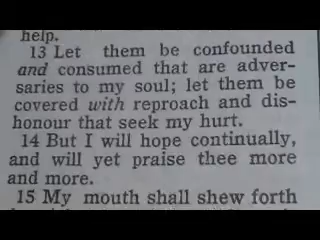 help.
13 Let them be confounded
and consumed that are adver-
saries to my soul; let them be
covered with reproach and dis-
honour that seek my hurt.
14 But I will hope continually,
and will yet praise thee more
and more.
15 My mouth shall shew forth